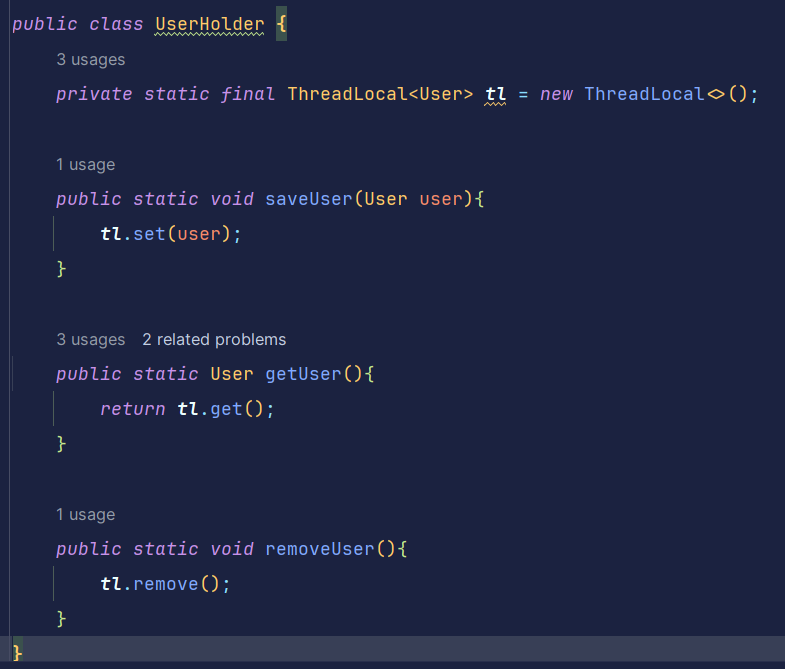 public class UserHolder {
3 usages
private static final ThreadLocal<User> tl = new ThreadLocal<>();
1 usage
public static void saveUser(User user){
tl.set(user);
}
3 usages 2 related problems
public static User getUser(){
return tl.get();
}
1 usage
public static void removeUser(){
tl.remove();
}
}